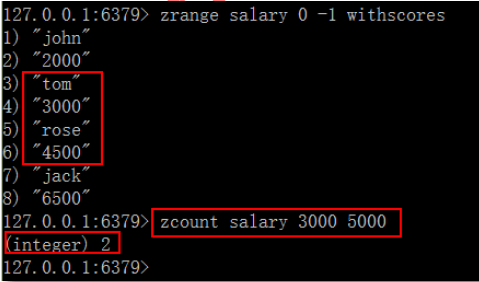 127.0.0.1:6379> zrange salary 0 -1 withscores
1) "john"
2) "2000"
3) "tom"
4) "3000"
5) "rose"
6) "4500"
7) "jack"
8) "6500"
127.0.0.1:6379> zcount salary 3000 5000
(integer) 2
127.0.0.1:6379>